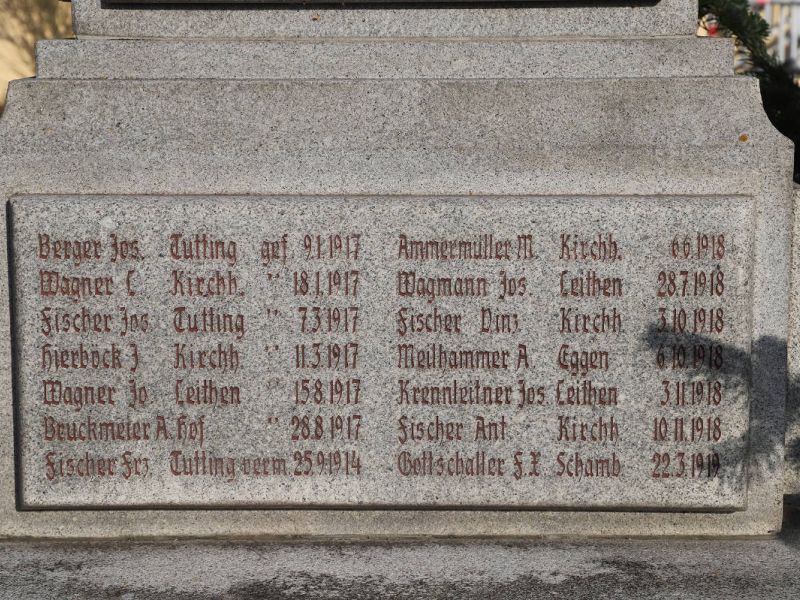 Berger Jos. Tutting gef. 9.1.1917
Wagner L. Kirchh. " 18.1.1917
Fischer Jos. Tutting " 7.3.1917
Hierböck J. Kirchh. " 11.3.1917
Wagner Jo. Leithen " 15.8.1917
Bruckmeier A. Hof " 28.8.1917
Fischer Frz. Tutting verm. 25.9.1914
Ammermüller M. Kirchh. 6.6.1918
Wagmann Jos. Leithen 28.7.1918
Fischer Vinz. Kirchh. 3.10.1918
Meilhammer A. Eggen 6.10.1918
Krennleitner Jos. Leithen 3.11.1918
Fischer Ant. Kirchh. 10.11.1918
Gottschaller F.X. Schamb. 22.3.1919